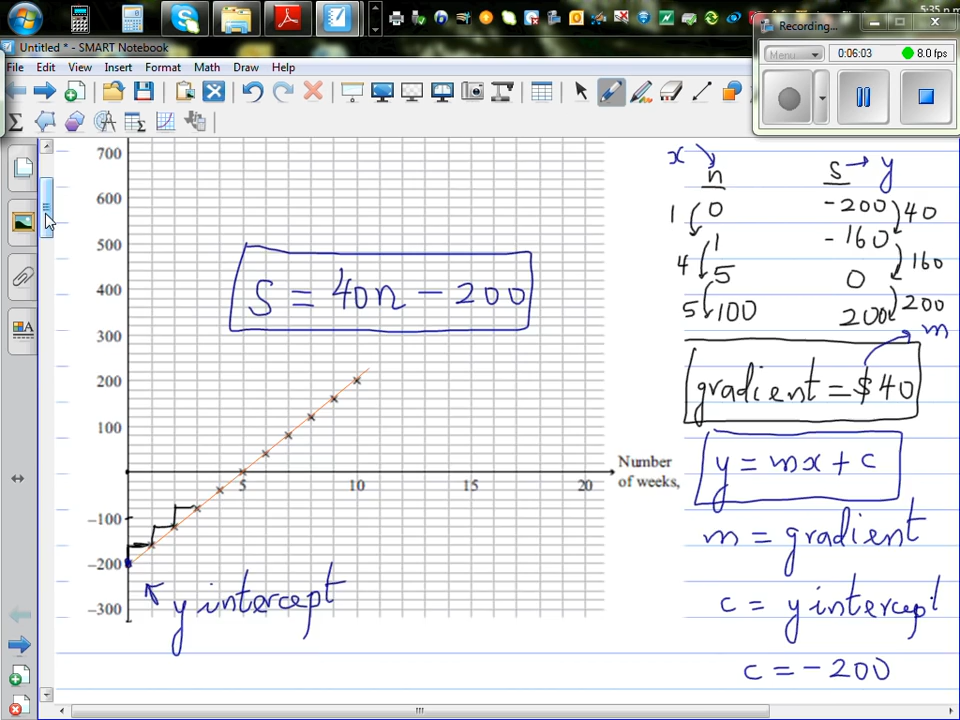 5:35 p.m
Untitled * - SMART Notebook
Recording...
File Edit View Insert Format Math Draw Help
Menu 0:06:03 8.0 fps
700
600
500
400
300
200
100
-100
-200
-300
5 10 15 20
Number
of weeks,
S = 40n - 200
y intercept
x n S → y
1 0 -200 40
4 1 -160 160
5 5 0 200
100 200 m
gradient = $40
y = mx + c
m = gradient
c = y intercept
c = -200